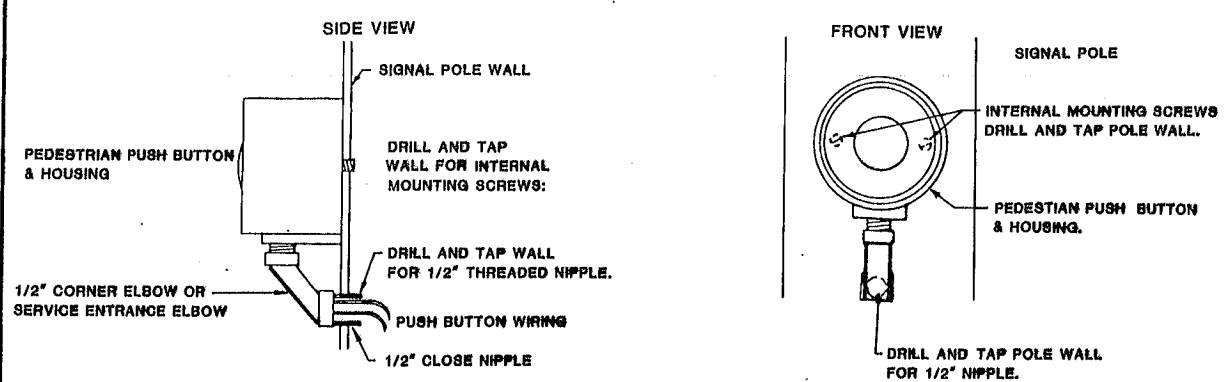 SIDE VIEW
SIGNAL POLE WALL
PEDESTRIAN PUSH BUTTON
& HOUSING
DRILL AND TAP
WALL FOR INTERNAL
MOUNTING SCREWS:
DRILL AND TAP WALL
FOR 1/2" THREADED NIPPLE.
1/2" CORNER ELBOW OR
SERVICE ENTRANCE ELBOW
PUSH BUTTON WIRING
1/2" CLOSE NIPPLE
FRONT VIEW
SIGNAL POLE
INTERNAL MOUNTING SCREWS
DRILL AND TAP POLE WALL.
PEDESTIAN PUSH BUTTON
& HOUSING.
DRILL AND TAP POLE WALL
FOR 1/2" NIPPLE.